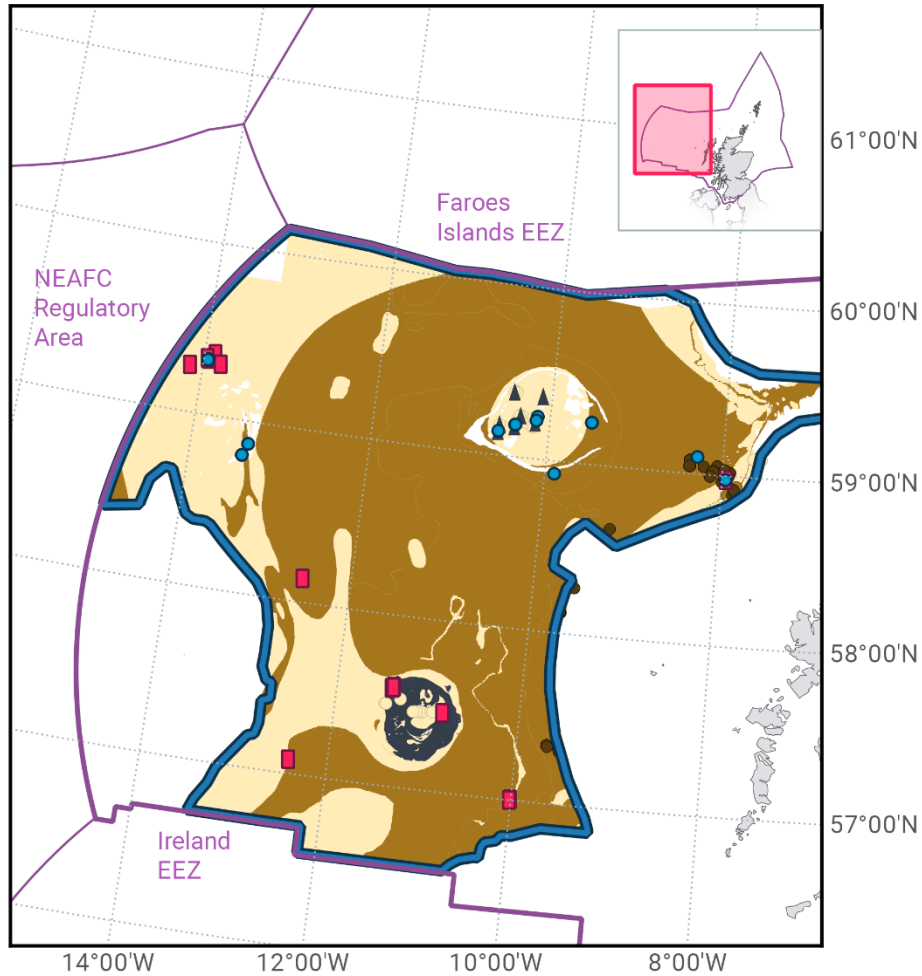 61°00'N
Faroes
Islands EEZ
NEAFC
Regulatory
Area
60°00'N
59°00'N
58°00'N
57°00'N
Ireland
EEZ
14°00'W
12°00'W
10°00'W
8°00'W